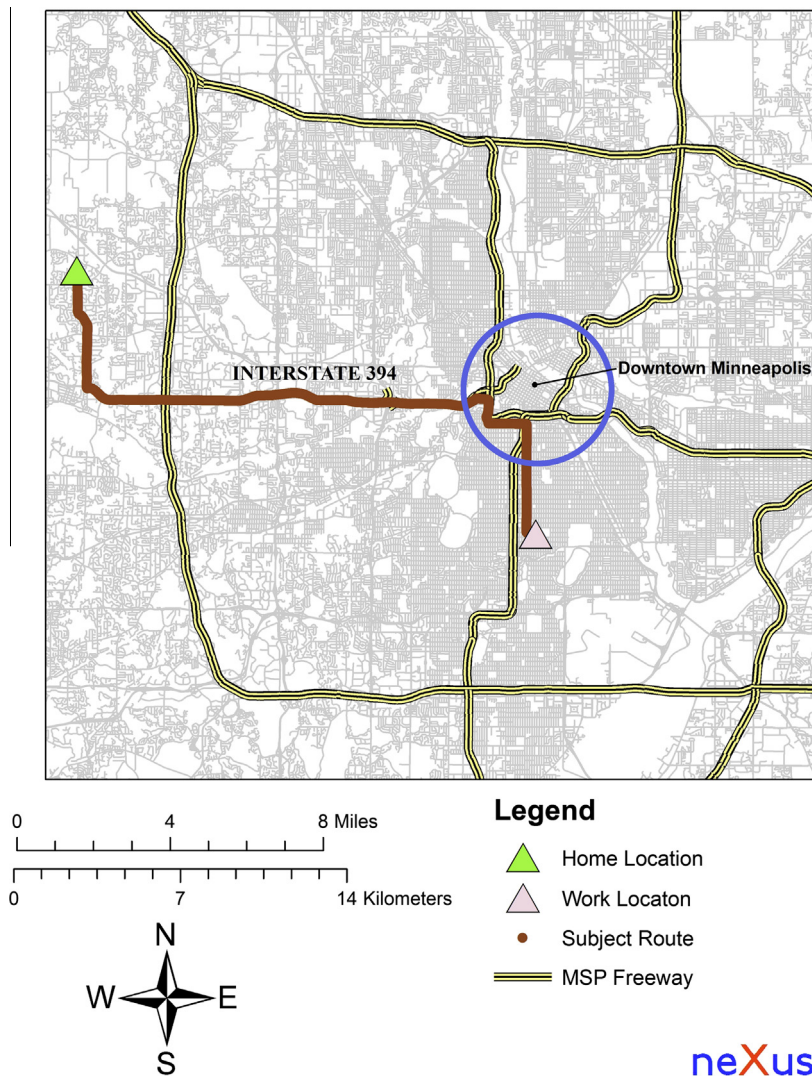 INTERSTATE 394
Downtown Minneapolis
0 4 8 Miles
0 7 14 Kilometers
N
W E
S
Legend
Home Location
Work Locaton
Subject Route
MSP Freeway
neXus